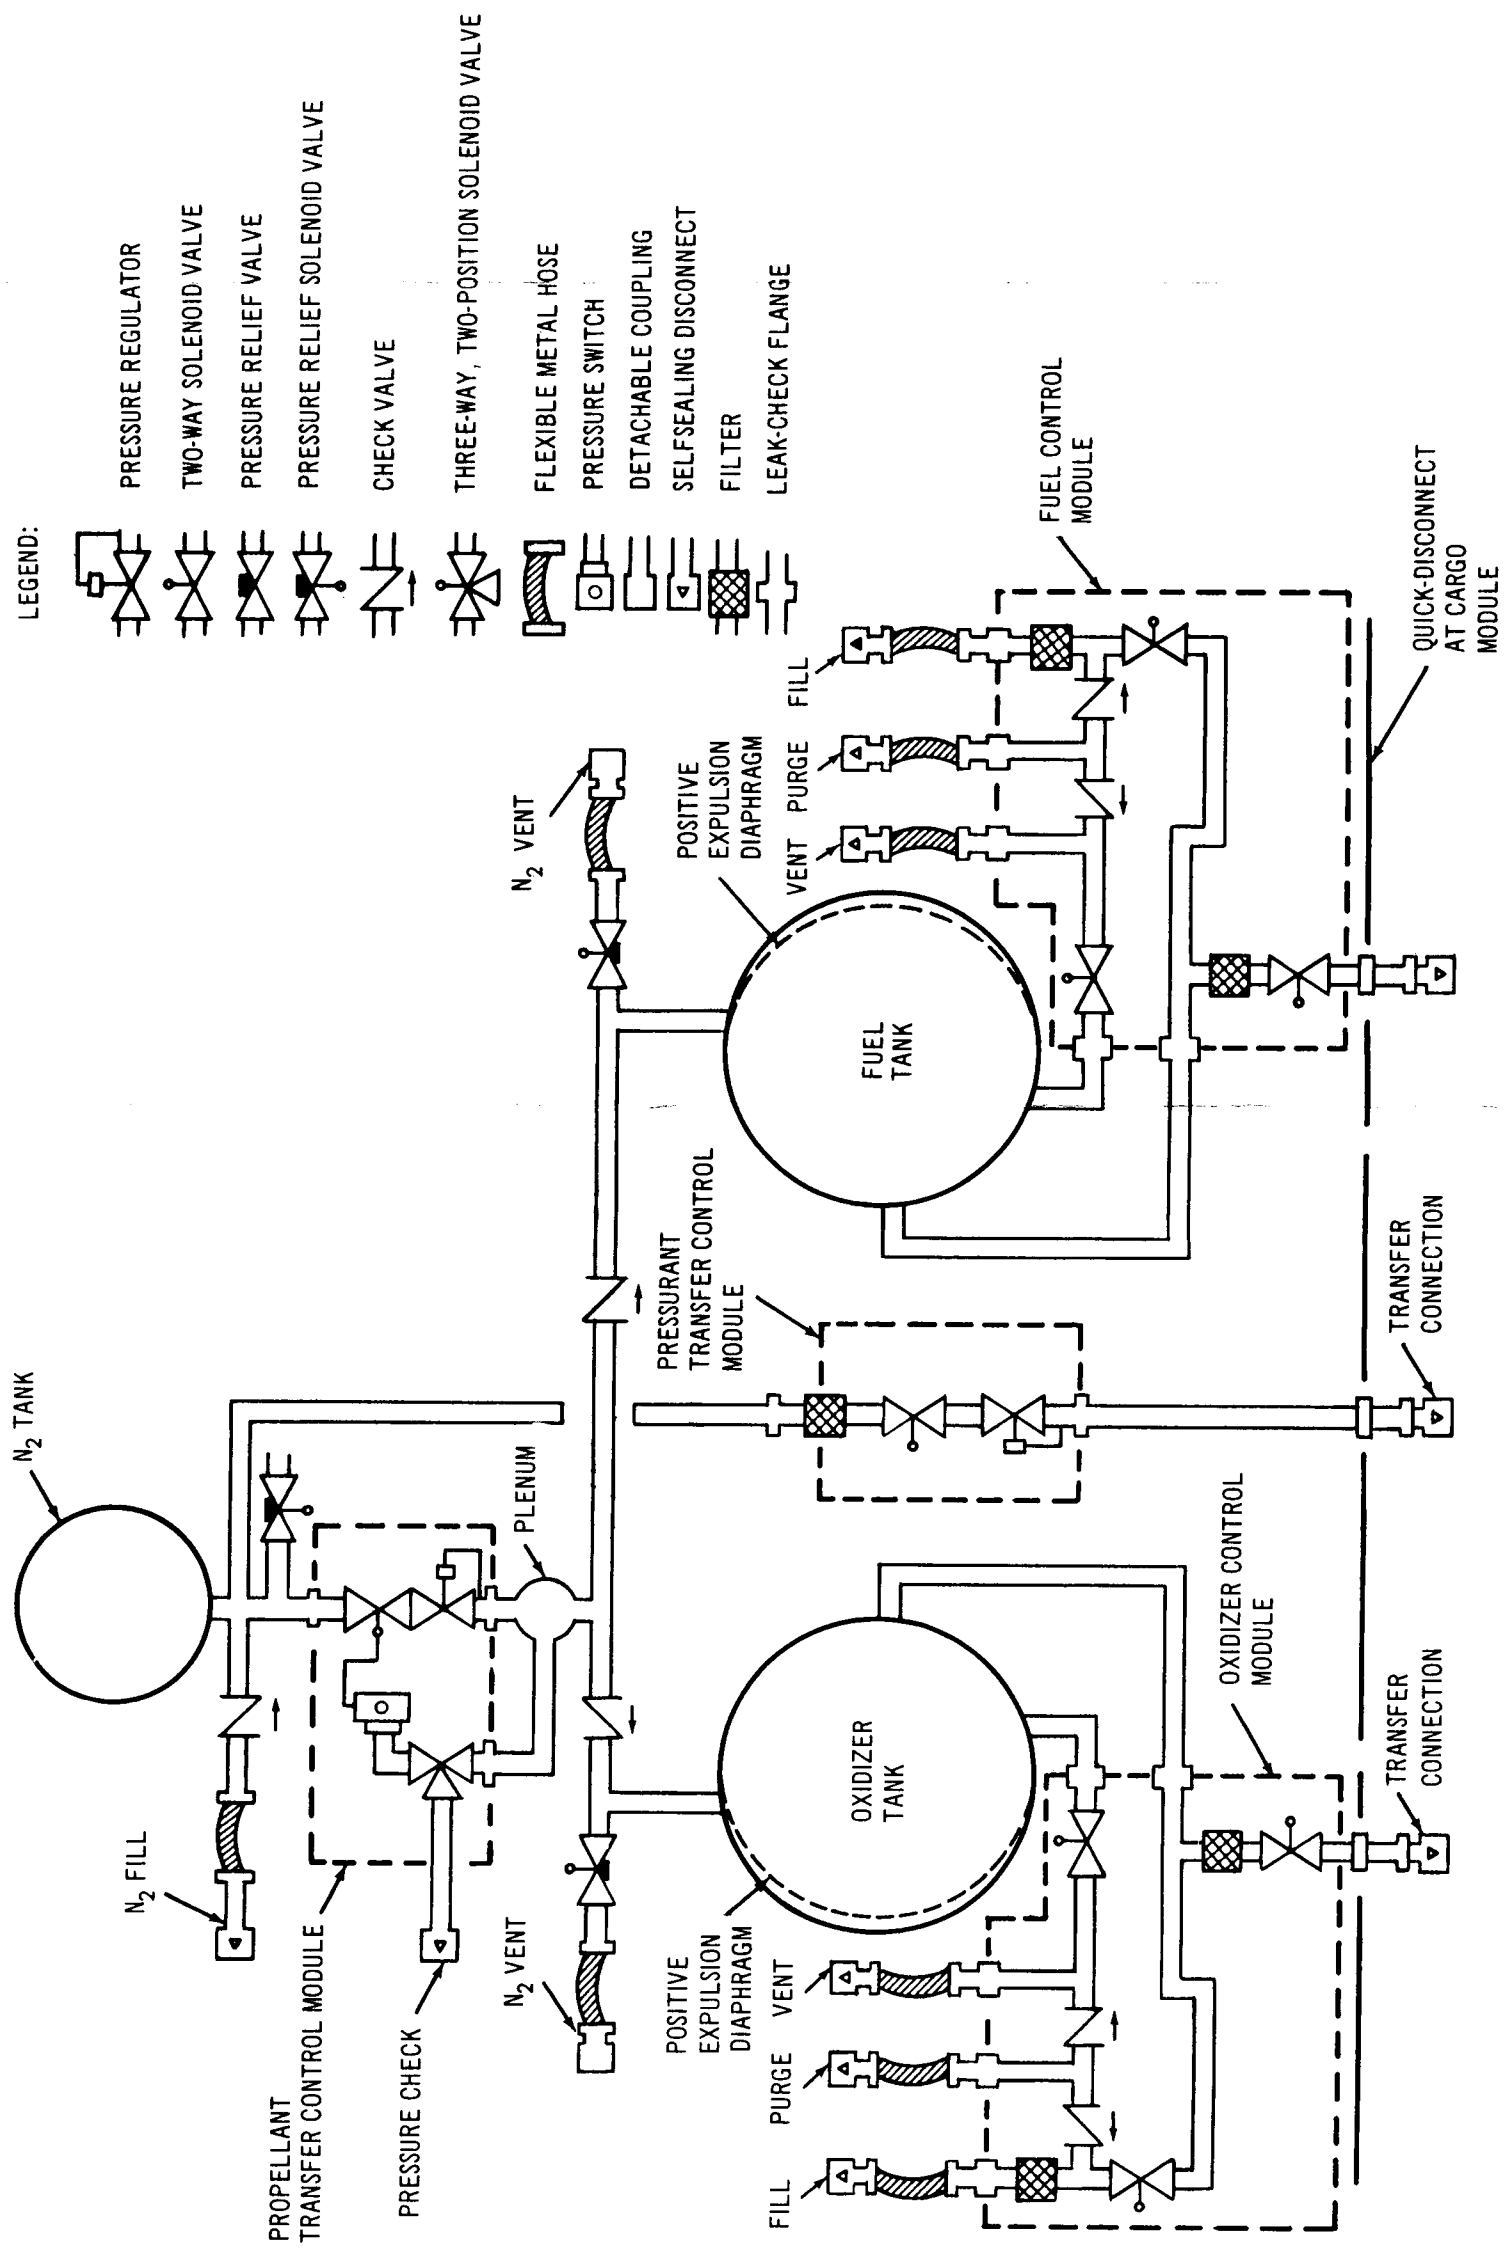 LEGEND:
PRESSURE REGULATOR
TWO-WAY SOLENOID VALVE
PRESSURE RELIEF VALVE
PRESSURE RELIEF SOLENOID VALVE
CHECK VALVE
THREE-WAY, TWO-POSITION SOLENOID VALVE
FLEXIBLE METAL HOSE
PRESSURE SWITCH
DETACHABLE COUPLING
SELFSEALING DISCONNECT
FILTER
LEAK-CHECK FLANGE
N2 TANK
N2 FILL
PROPELLANT
TRANSFER CONTROL MODULE
PRESSURE CHECK
PLENUM
N2 VENT
N2 VENT
POSITIVE
EXPULSION
DIAPHRAGM
OXIDIZER
TANK
FILL
PURGE
VENT
PRESSURANT
TRANSFER CONTROL
MODULE
POSITIVE
EXPULSION
DIAPHRAGM
FUEL
TANK
VENT
PURGE
FILL
FUEL CONTROL
MODULE
OXIDIZER CONTROL
MODULE
TRANSFER
CONNECTION
TRANSFER
CONNECTION
QUICK-DISCONNECT
AT CARGO
MODULE